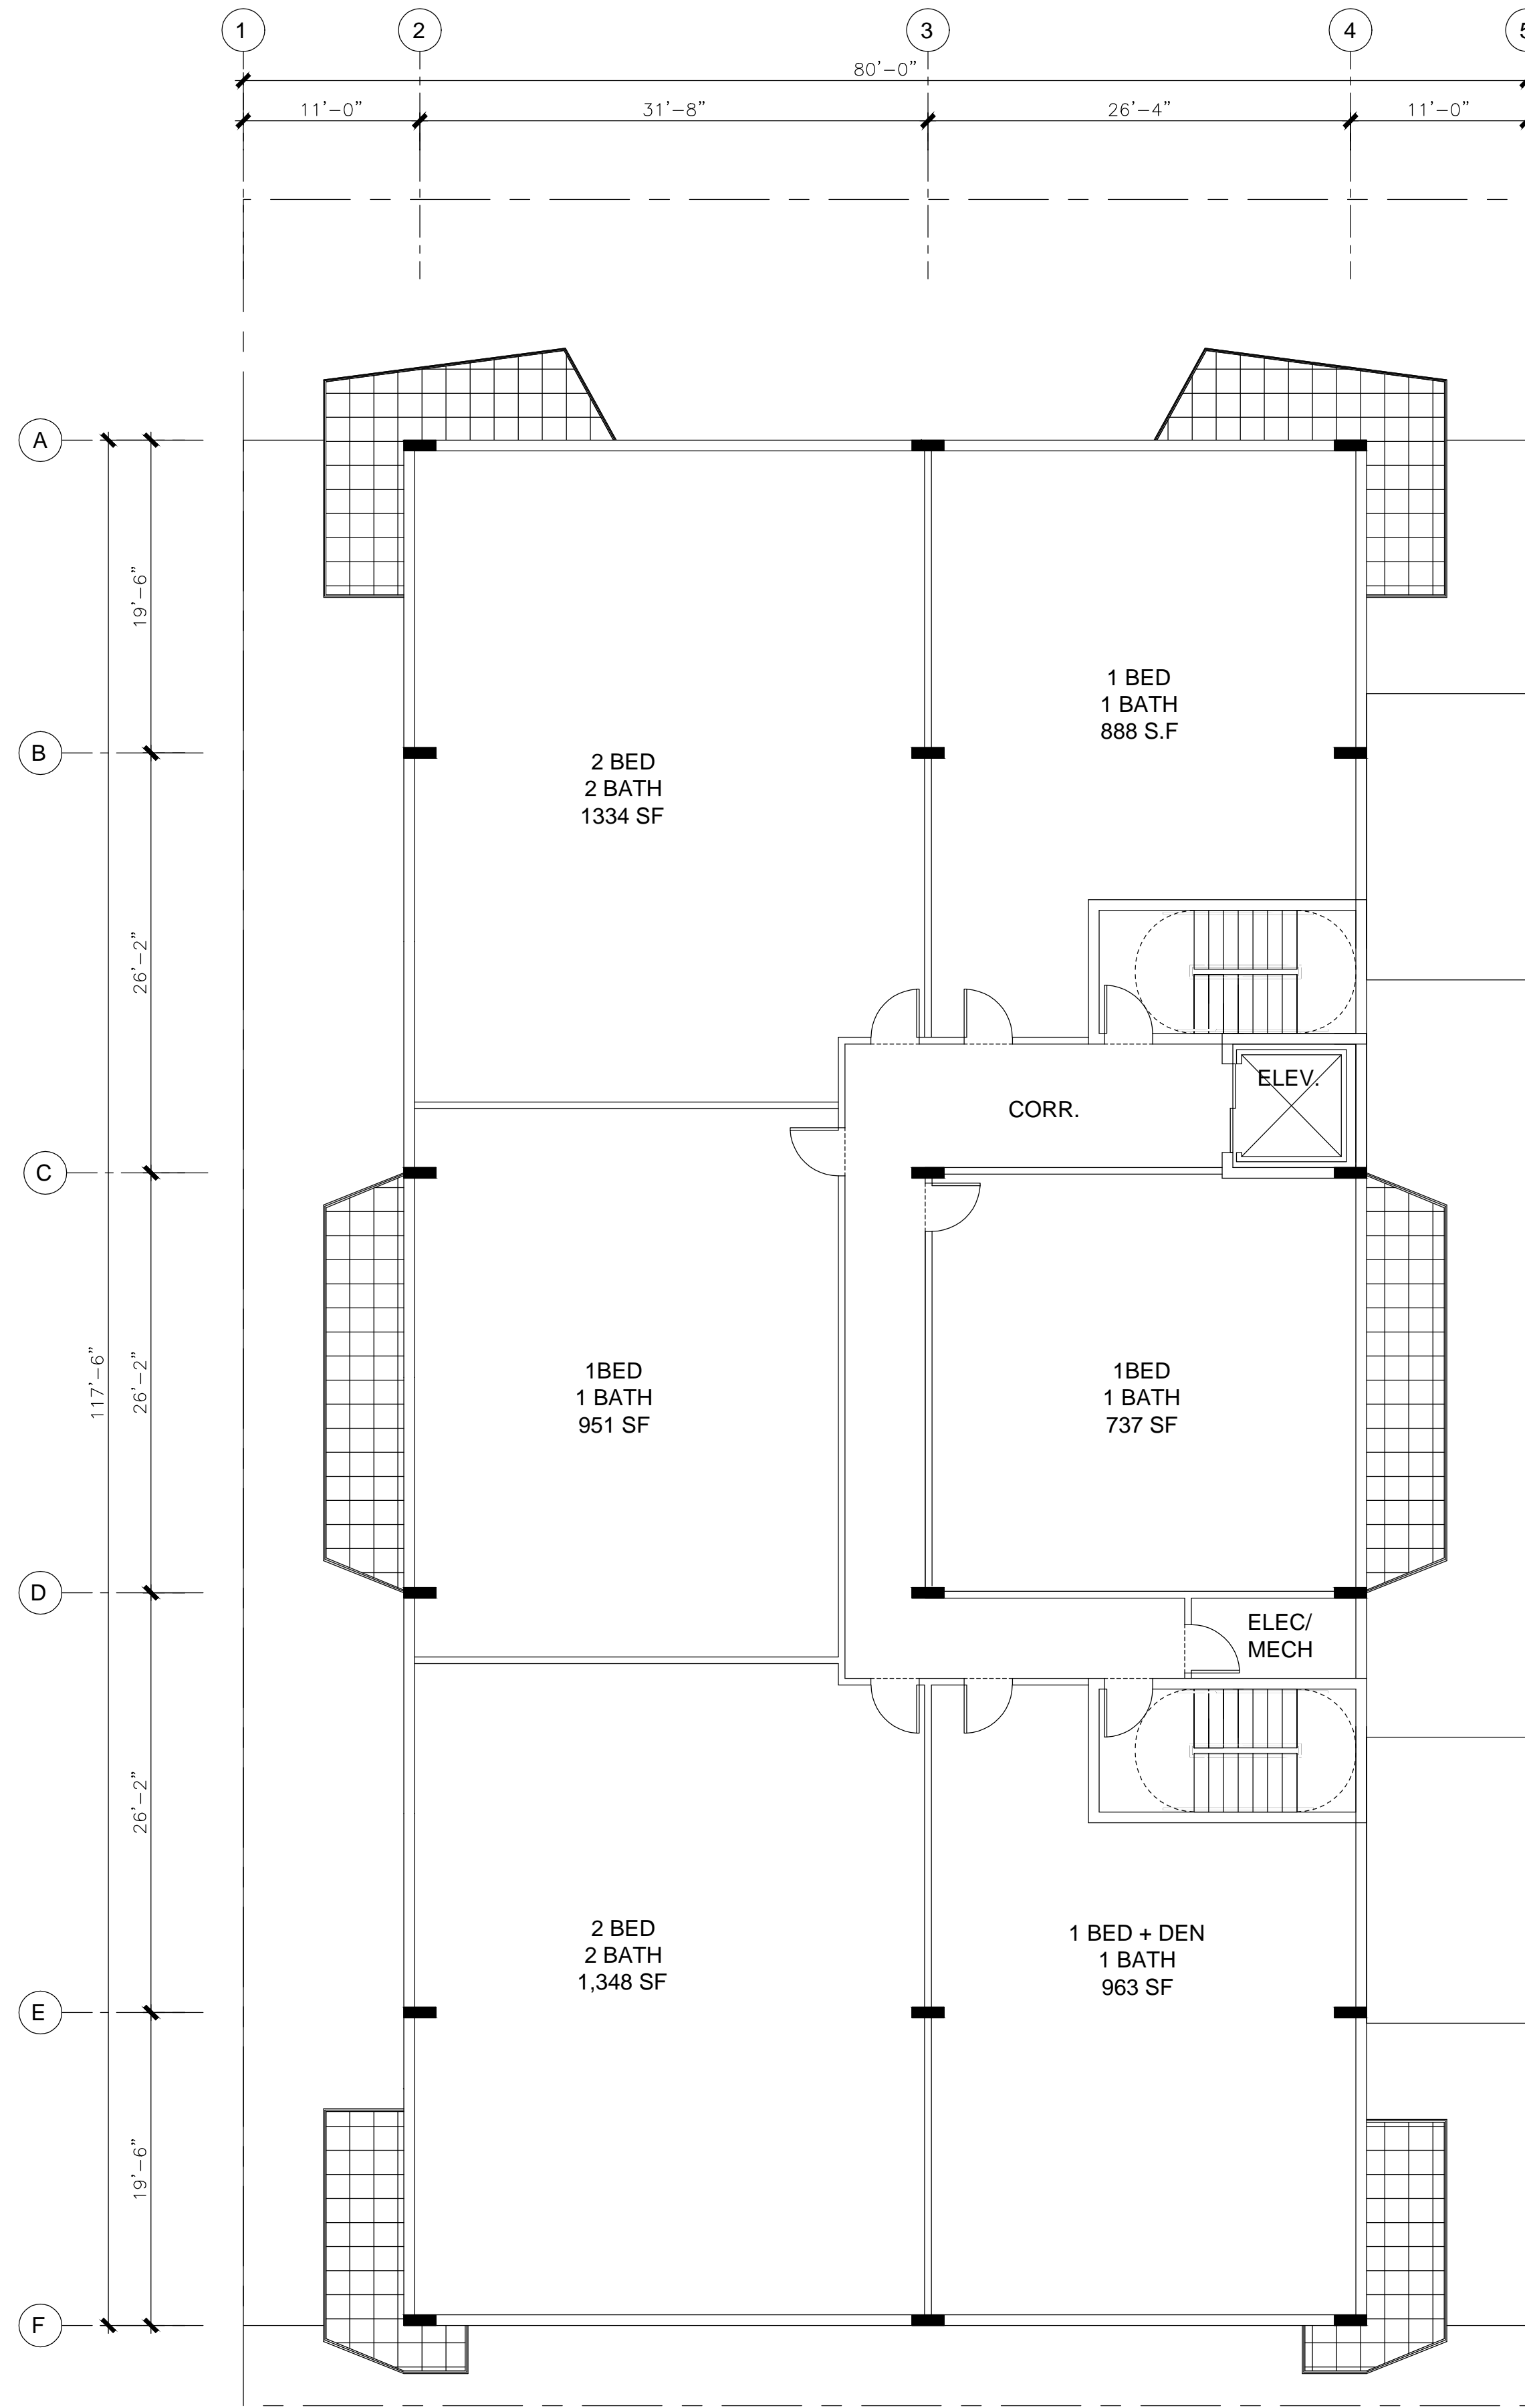 1
2
3
4
5
80'-0"
11'-0"
31'-8"
26'-4"
11'-0"
A
19'-6"
1 BED
1 BATH
888 S.F
B
2 BED
2 BATH
1334 SF
26'-2"
ELEV.
CORR.
C
117'-6"
26'-2"
1BED
1 BATH
951 SF
1BED
1 BATH
737 SF
D
ELEC/
MECH
26'-2"
2 BED
2 BATH
1,348 SF
1 BED + DEN
1 BATH
963 SF
E
19'-6"
F